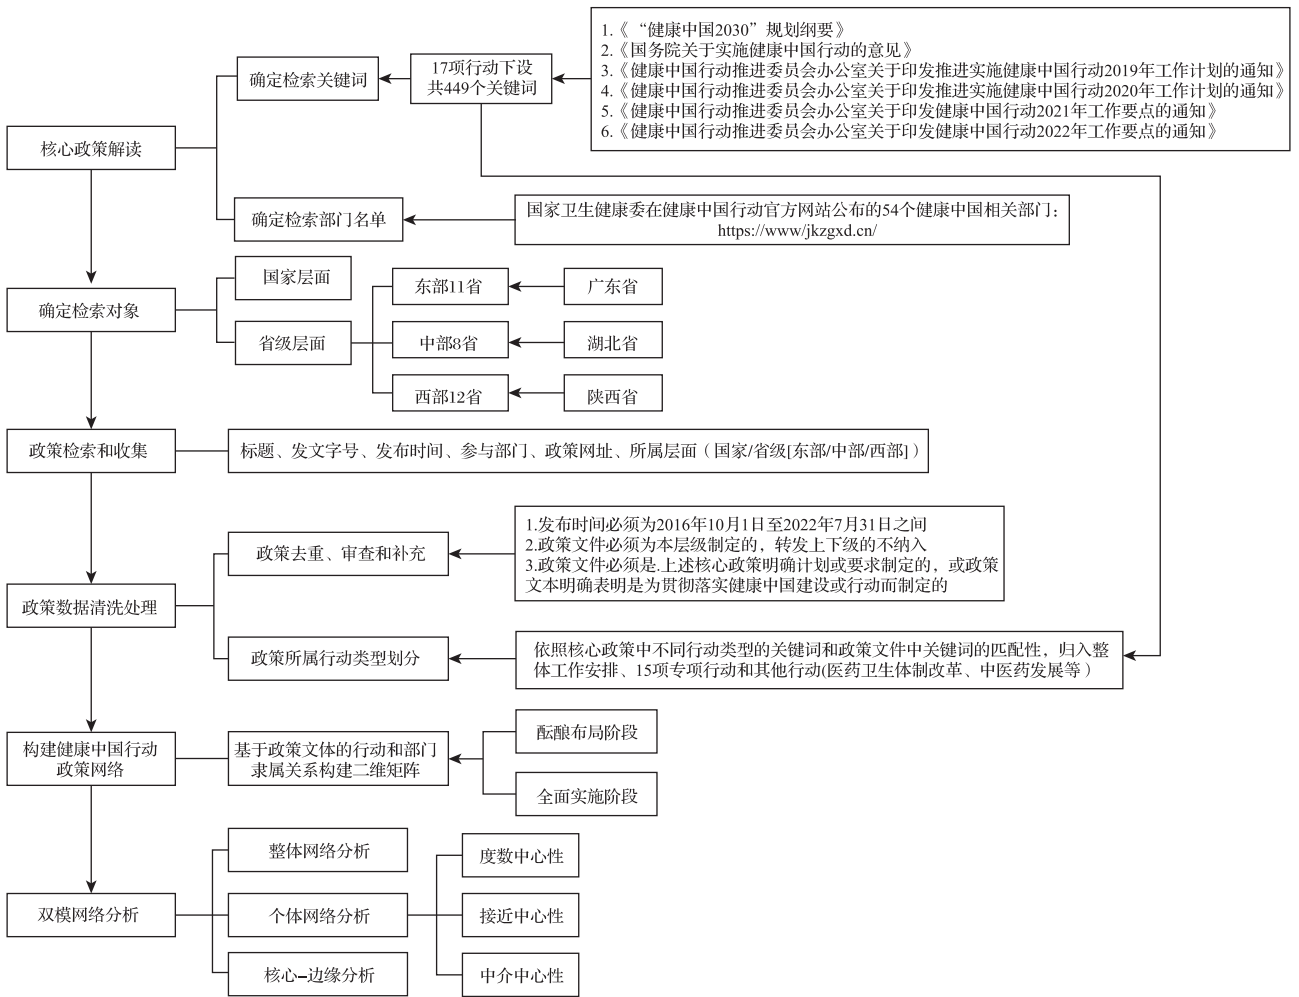 1.《“健康中国2030”规划纲要》
2.《国务院关于实施健康中国行动的意见》
3.《健康中国行动推进委员会办公室关于印发推进实施健康中国行动2019年工作计划的通知》
4.《健康中国行动推进委员会办公室关于印发推进实施健康中国行动2020年工作计划的通知》
5.《健康中国行动推进委员会办公室关于印发健康中国行动2021年工作要点的通知》
6.《健康中国行动推进委员会办公室关于印发健康中国行动2022年工作要点的通知》
17项行动下设
共449个关键词
确定检索关键词
核心政策解读
确定检索部门名单
国家卫生健康委在健康中国行动官方网站公布的54个健康中国相关部门：
https://www/jkzgxd.cn/
确定检索对象
国家层面
省级层面
东部11省
广东省
中部8省
湖北省
西部12省
陕西省
政策检索和收集
标题、发文字号、发布时间、参与部门、政策网址、所属层面（国家/省级[东部/中部/西部]）
政策数据清洗处理
政策去重、审查和补充
1.发布时间必须为2016年10月1日至2022年7月31日之间
2.政策文件必须为本层级制定的，转发上下级的不纳入
3.政策文件必须是.上述核心政策明确计划或要求制定的，或政策
文本明确表明是为贯彻落实健康中国建设或行动而制定的
政策所属行动类型划分
依照核心政策中不同行动类型的关键词和政策文件中关键词的匹配性，归入整
体工作安排、15项专项行动和其他行动(医药卫生体制改革、中医药发展等）
构建健康中国行动
政策网络
基于政策文体的行动和部门
隶属关系构建二维矩阵
酝酿布局阶段
全面实施阶段
双模网络分析
整体网络分析
个体网络分析
核心–边缘分析
度数中心性
接近中心性
中介中心性